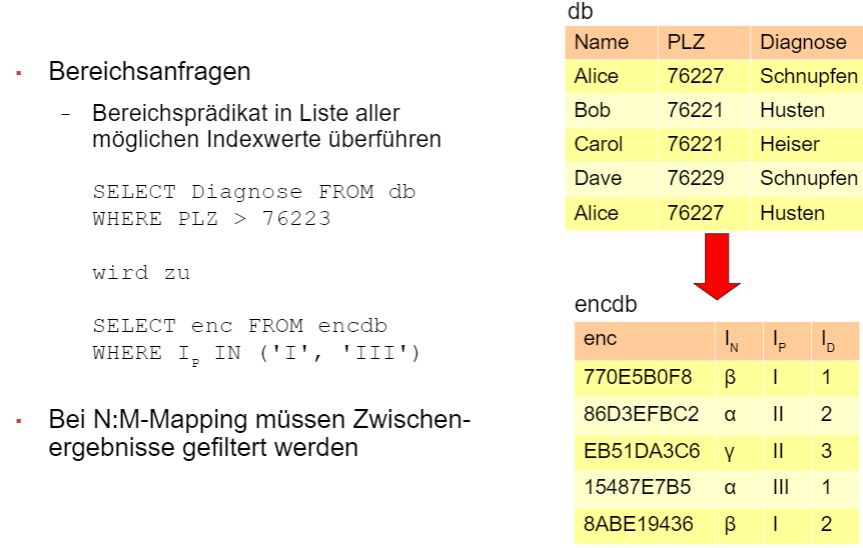 Bereichsanfragen
– Bereichsprädikat in Liste aller
möglichen Indexwerte überführen
SELECT Diagnose FROM db
WHERE PLZ > 76223
wird zu
SELECT enc FROM encdb
WHERE I_P IN ('I', 'III')
Bei N:M-Mapping müssen Zwischen-
ergebnisse gefiltert werden
db
Name PLZ Diagnose
Alice 76227 Schnupfen
Bob 76221 Husten
Carol 76221 Heiser
Dave 76229 Schnupfen
Alice 76227 Husten
encdb
enc I_N I_P I_D
770E5B0F8 β I 1
86D3EFBC2 α II 2
EB51DA3C6 γ II 3
15487E7B5 α III 1
8ABE19436 β I 2